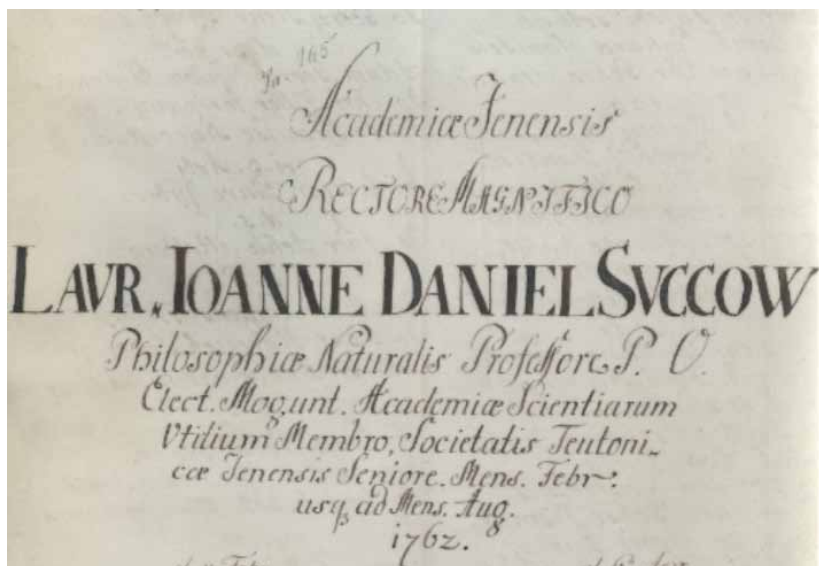 165
Academiæ Jenensis
RECTORE MAGNIFICO
LAVR. IOANNE DANIEL SVCCOW
Philosophiæ Naturalis Professore P. O.
Elect. Mogunt. Academiæ Scientiarum
Vtilium Membro, Societatis Teutoni-
cæ Jenensis Seniore. Mens. Febr.
usq ad Mens. Aug.
1762.